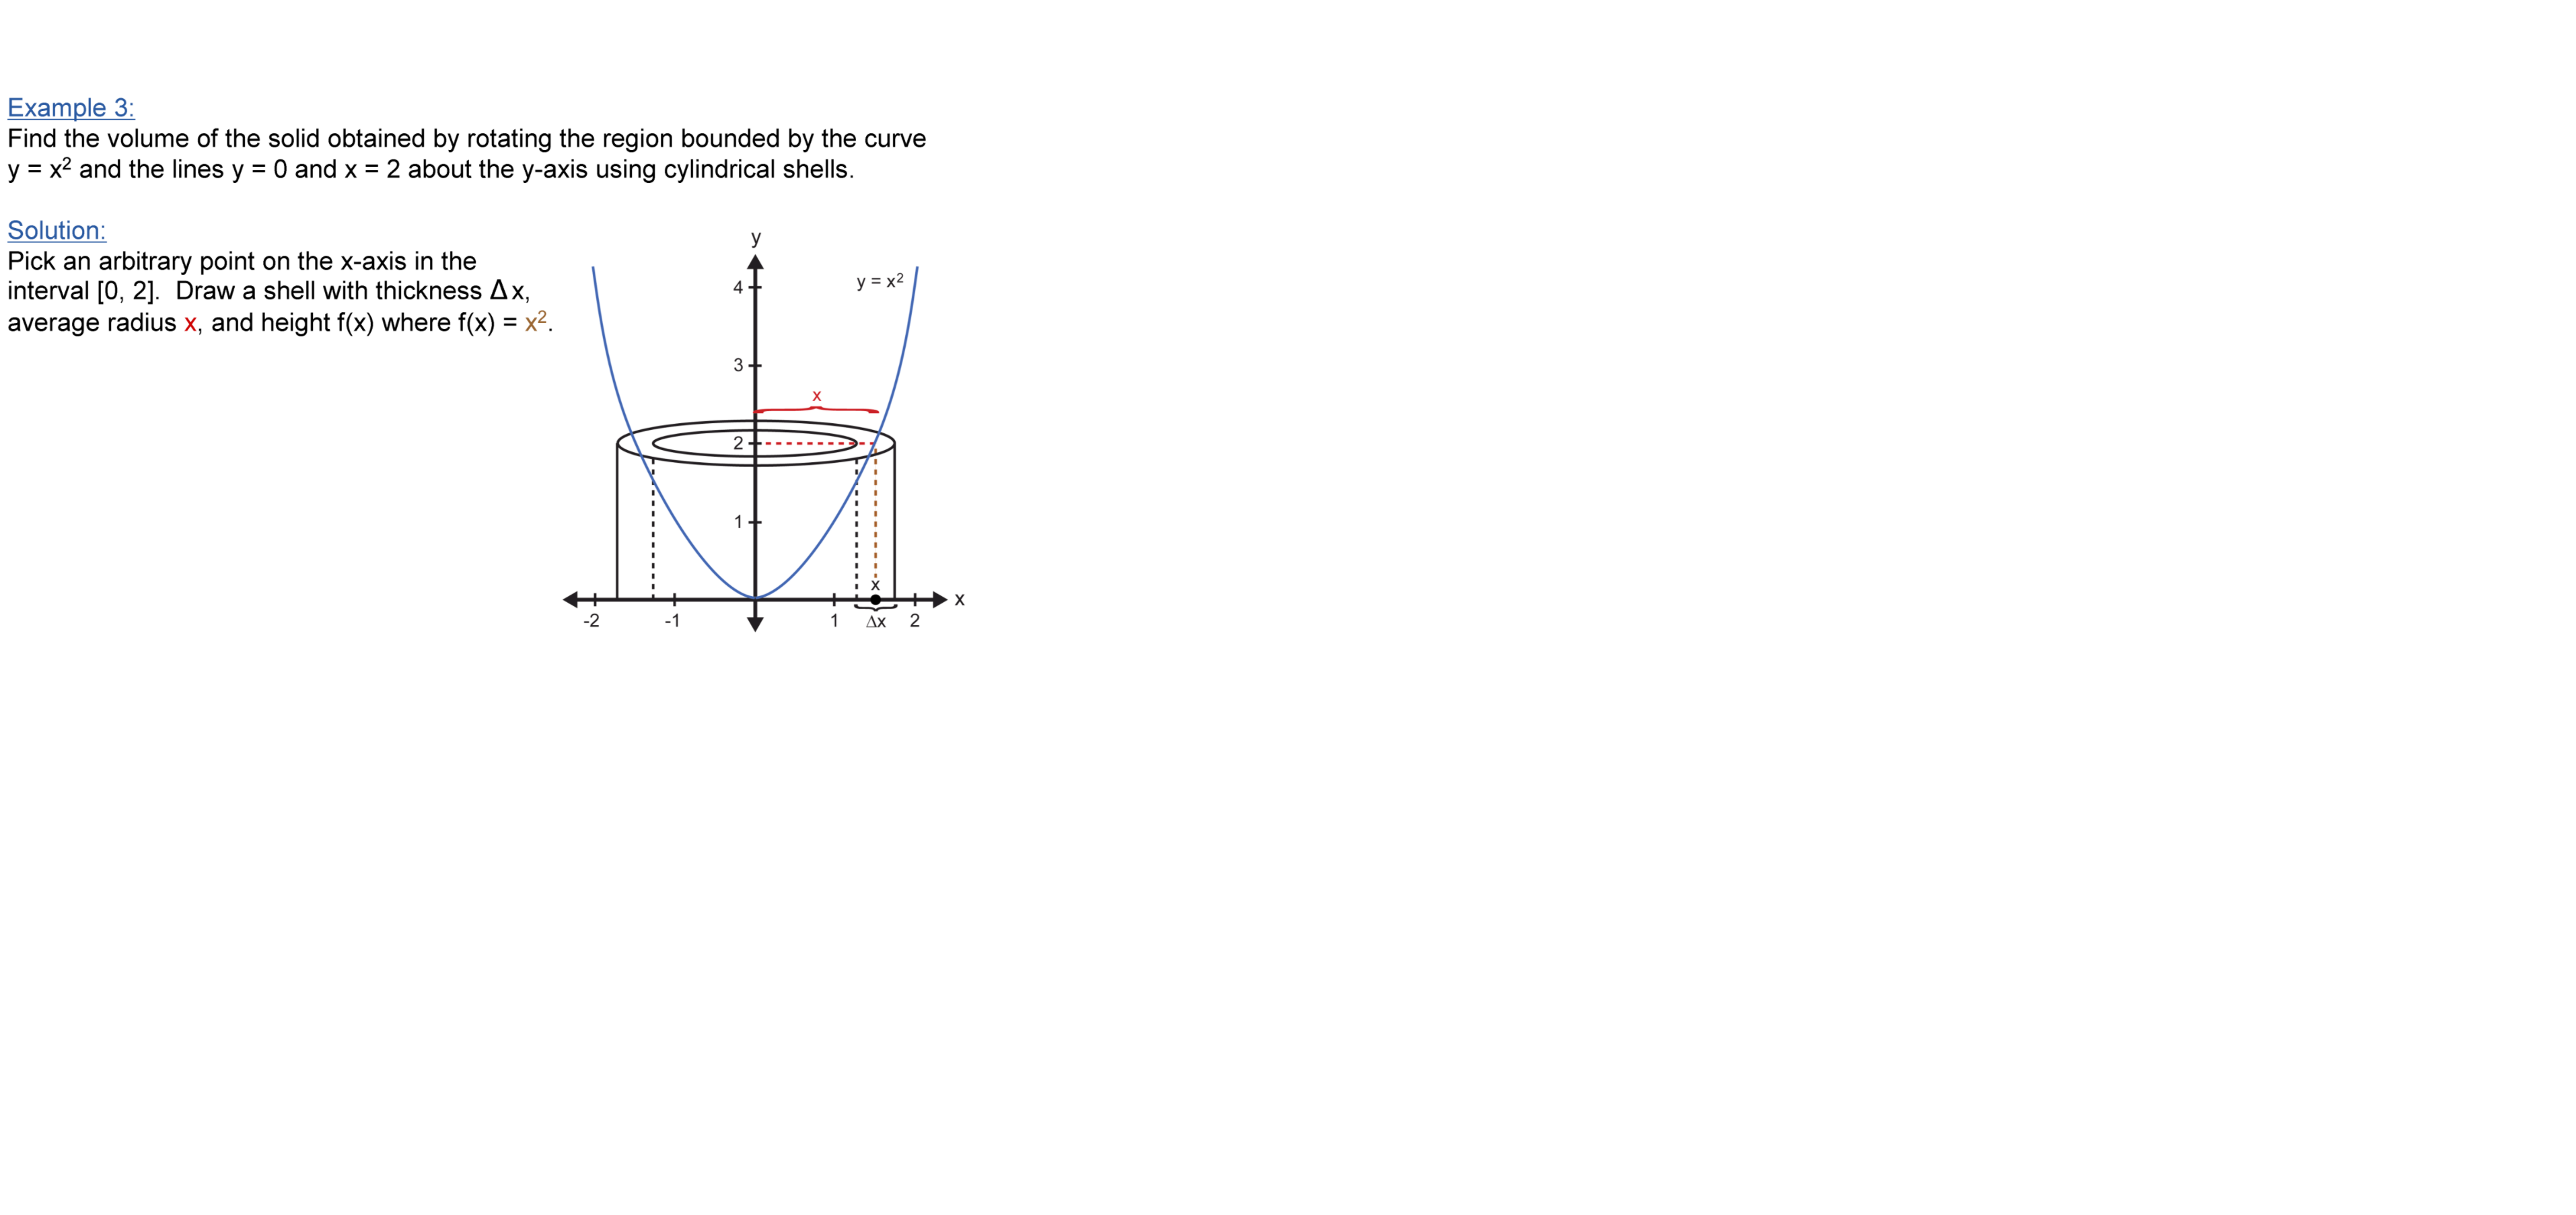 Example 3:
Find the volume of the solid obtained by rotating the region bounded by the curve
y = x² and the lines y = 0 and x = 2 about the y-axis using cylindrical shells.
Solution:
Pick an arbitrary point on the x-axis in the
interval [0, 2]. Draw a shell with thickness Δx,
average radius x, and height f(x) where f(x) = x².
y
y = x²
4
3
x
2
1
x
x
-2
-1
1
Δx
2